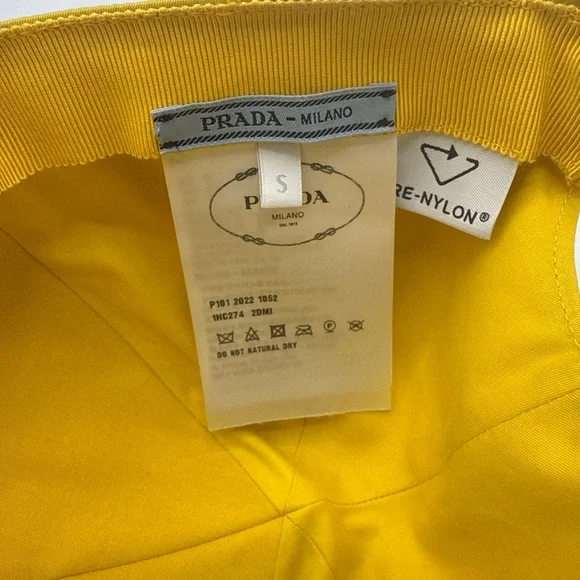 PRADA - MILANO
S
PRADA
MILANO
DAL 1913
RE-NYLON®
P101 2022 1052
1HC274 2DMI
P
DO NOT NATURAL DRY